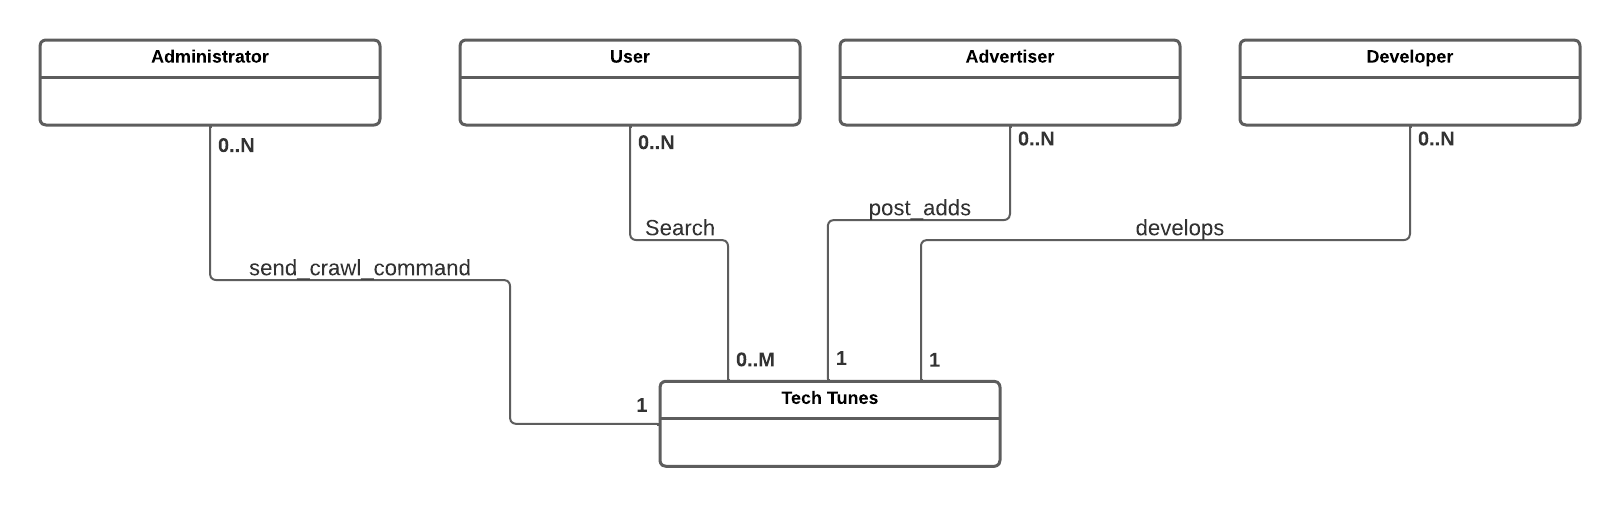 Administrator
User
Advertiser
Developer
0..N
0..N
0..N
0..N
post_adds
Search
develops
send_crawl_command
0..M
1
1
1
Tech Tunes